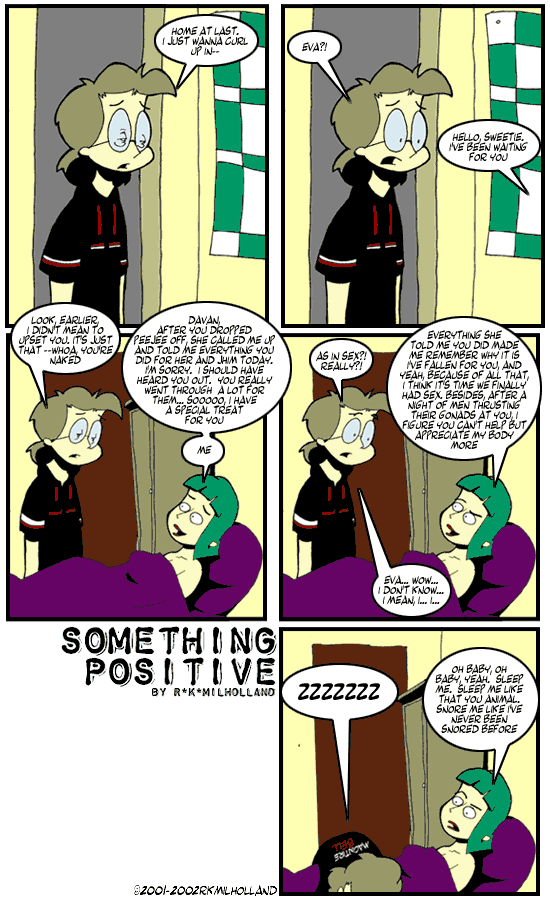 HOME AT LAST.
I JUST WANNA CURL
UP IN--
EVA?!
HELLO, SWEETIE.
I'VE BEEN WAITING
FOR YOU
LOOK, EARLIER,
I DIDN'T MEAN TO
UPSET YOU. IT'S JUST
THAT --WHOA, YOU'RE
NAKED
DAVAN,
AFTER YOU DROPPED
PEEJEE OFF, SHE CALLED ME UP
AND TOLD ME EVERYTHING YOU
DID FOR HER AND JHIM TODAY.
I'M SORRY. I SHOULD HAVE
HEARD YOU OUT. YOU REALLY
WENT THROUGH A LOT FOR
THEM... SOOOOO, I HAVE
A SPECIAL TREAT
FOR YOU
ME
AS IN SEX?!
REALLY?!
EVERYTHING SHE
TOLD ME YOU DID MADE
ME REMEMBER WHY IT IS
I'VE FALLEN FOR YOU, AND
YEAH, BECAUSE OF ALL THAT,
I THINK IT'S TIME WE FINALLY
HAD SEX. BESIDES, AFTER A
NIGHT OF MEN THRUSTING
THEIR GONADS AT YOU, I
FIGURE YOU CAN'T HELP BUT
APPRECIATE MY BODY
MORE
EVA... WOW...
I DON'T KNOW...
I MEAN, I... I...
SOMETHING
POSITIVE
BY R*K*MILHOLLAND
ZZZZZZZ
OH BABY, OH
BABY, YEAH. SLEEP
ME. SLEEP ME LIKE
THAT YOU ANIMAL.
SNORE ME LIKE I'VE
NEVER BEEN
SNORED BEFORE
MACINTIRE
DELL
©2001-2002RKMILHOLLAND